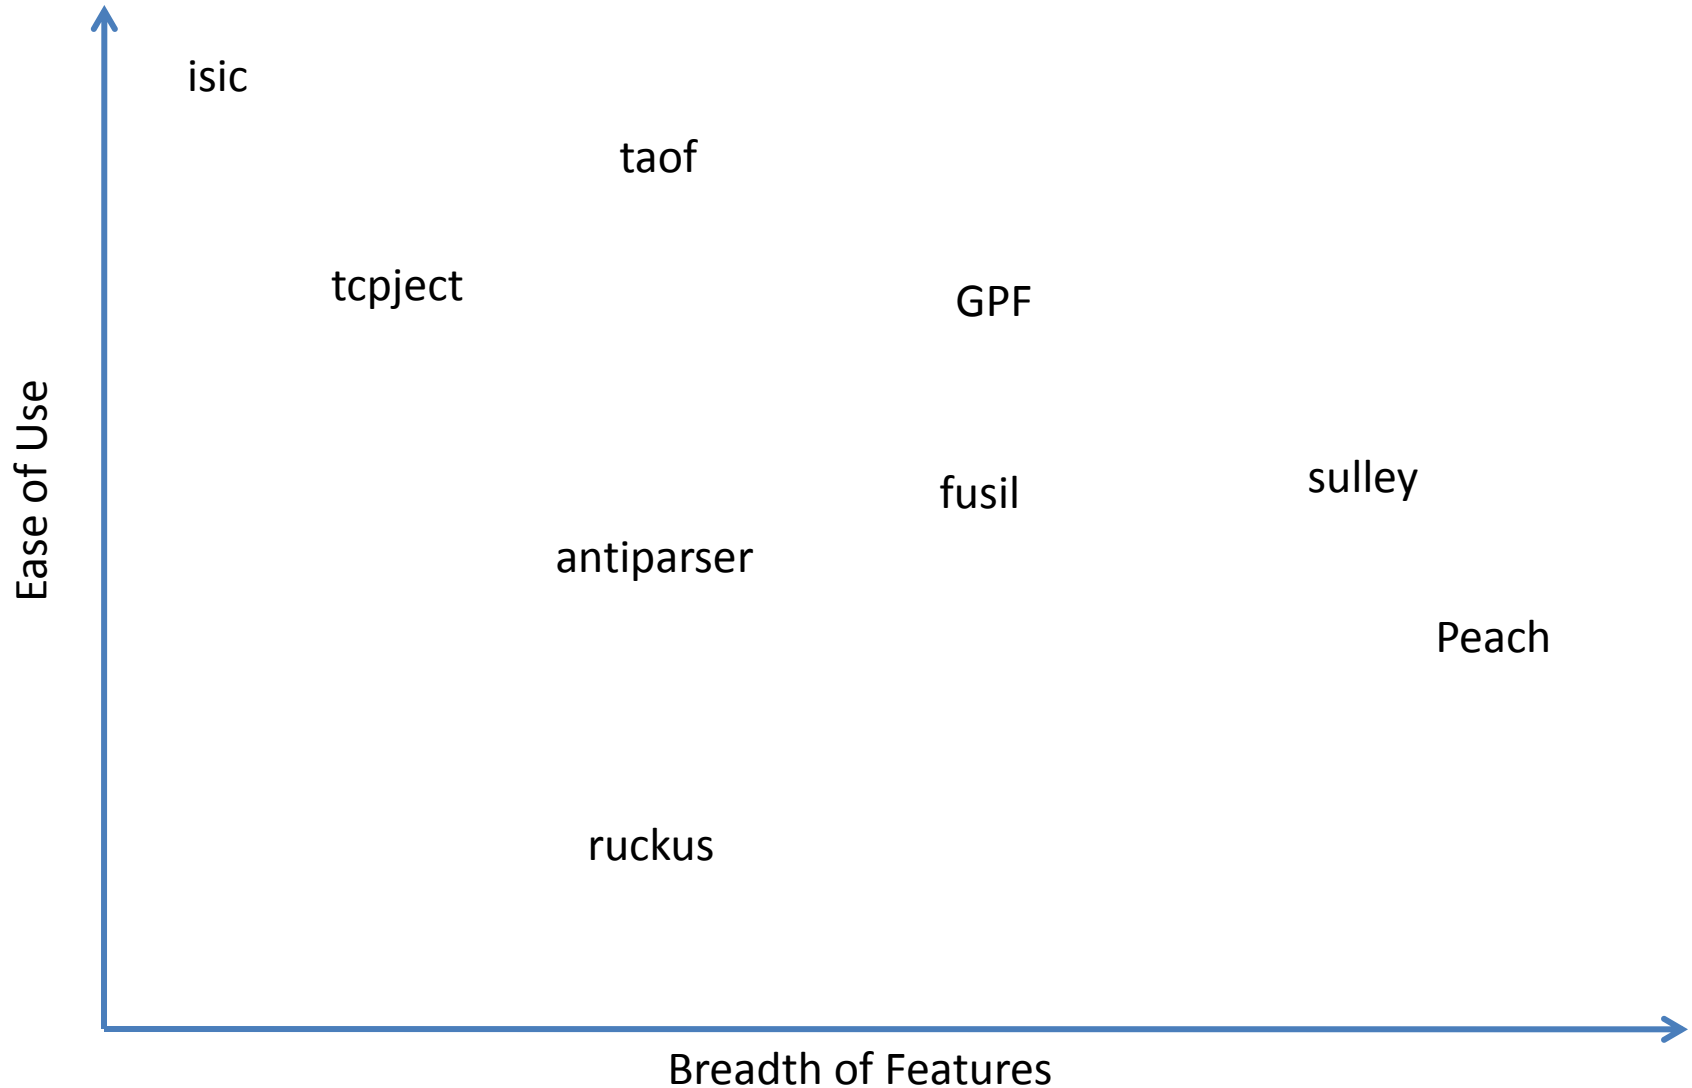 isic
taof
tcpject
GPF
Ease of Use
sulley
fusil
antiparser
Peach
ruckus
Breadth of Features